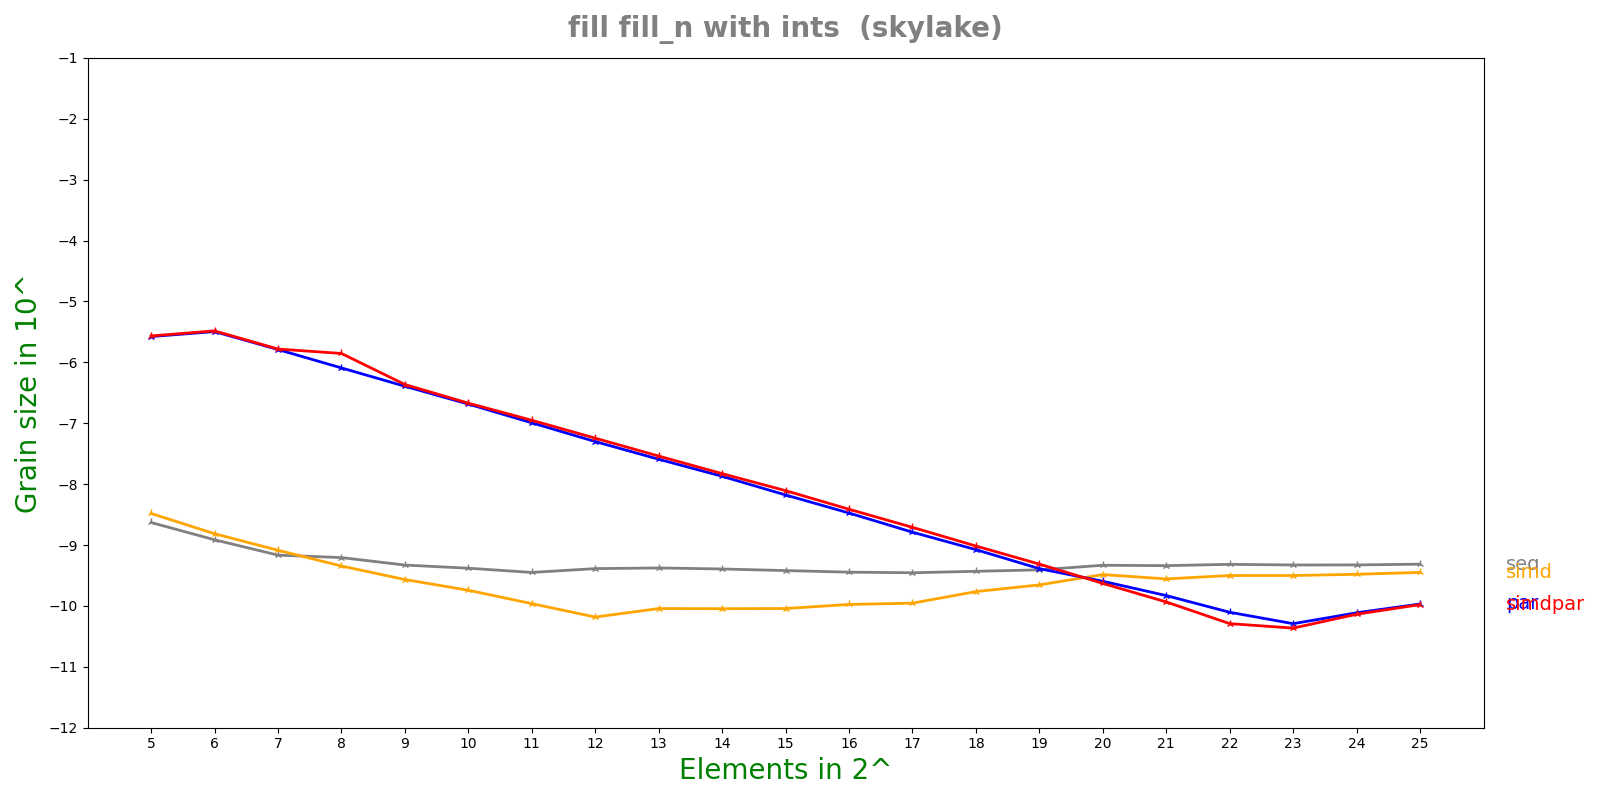 fill fill_n with ints  (skylake)
Grain size in 10^
−1
−2
−3
−4
−5
−6
−7
−8
−9
−10
−11
−12
5 6 7 8 9 10 11 12 13 14 15 16 17 18 19 20 21 22 23 24 25
Elements in 2^
seq
simd
par
simdpar